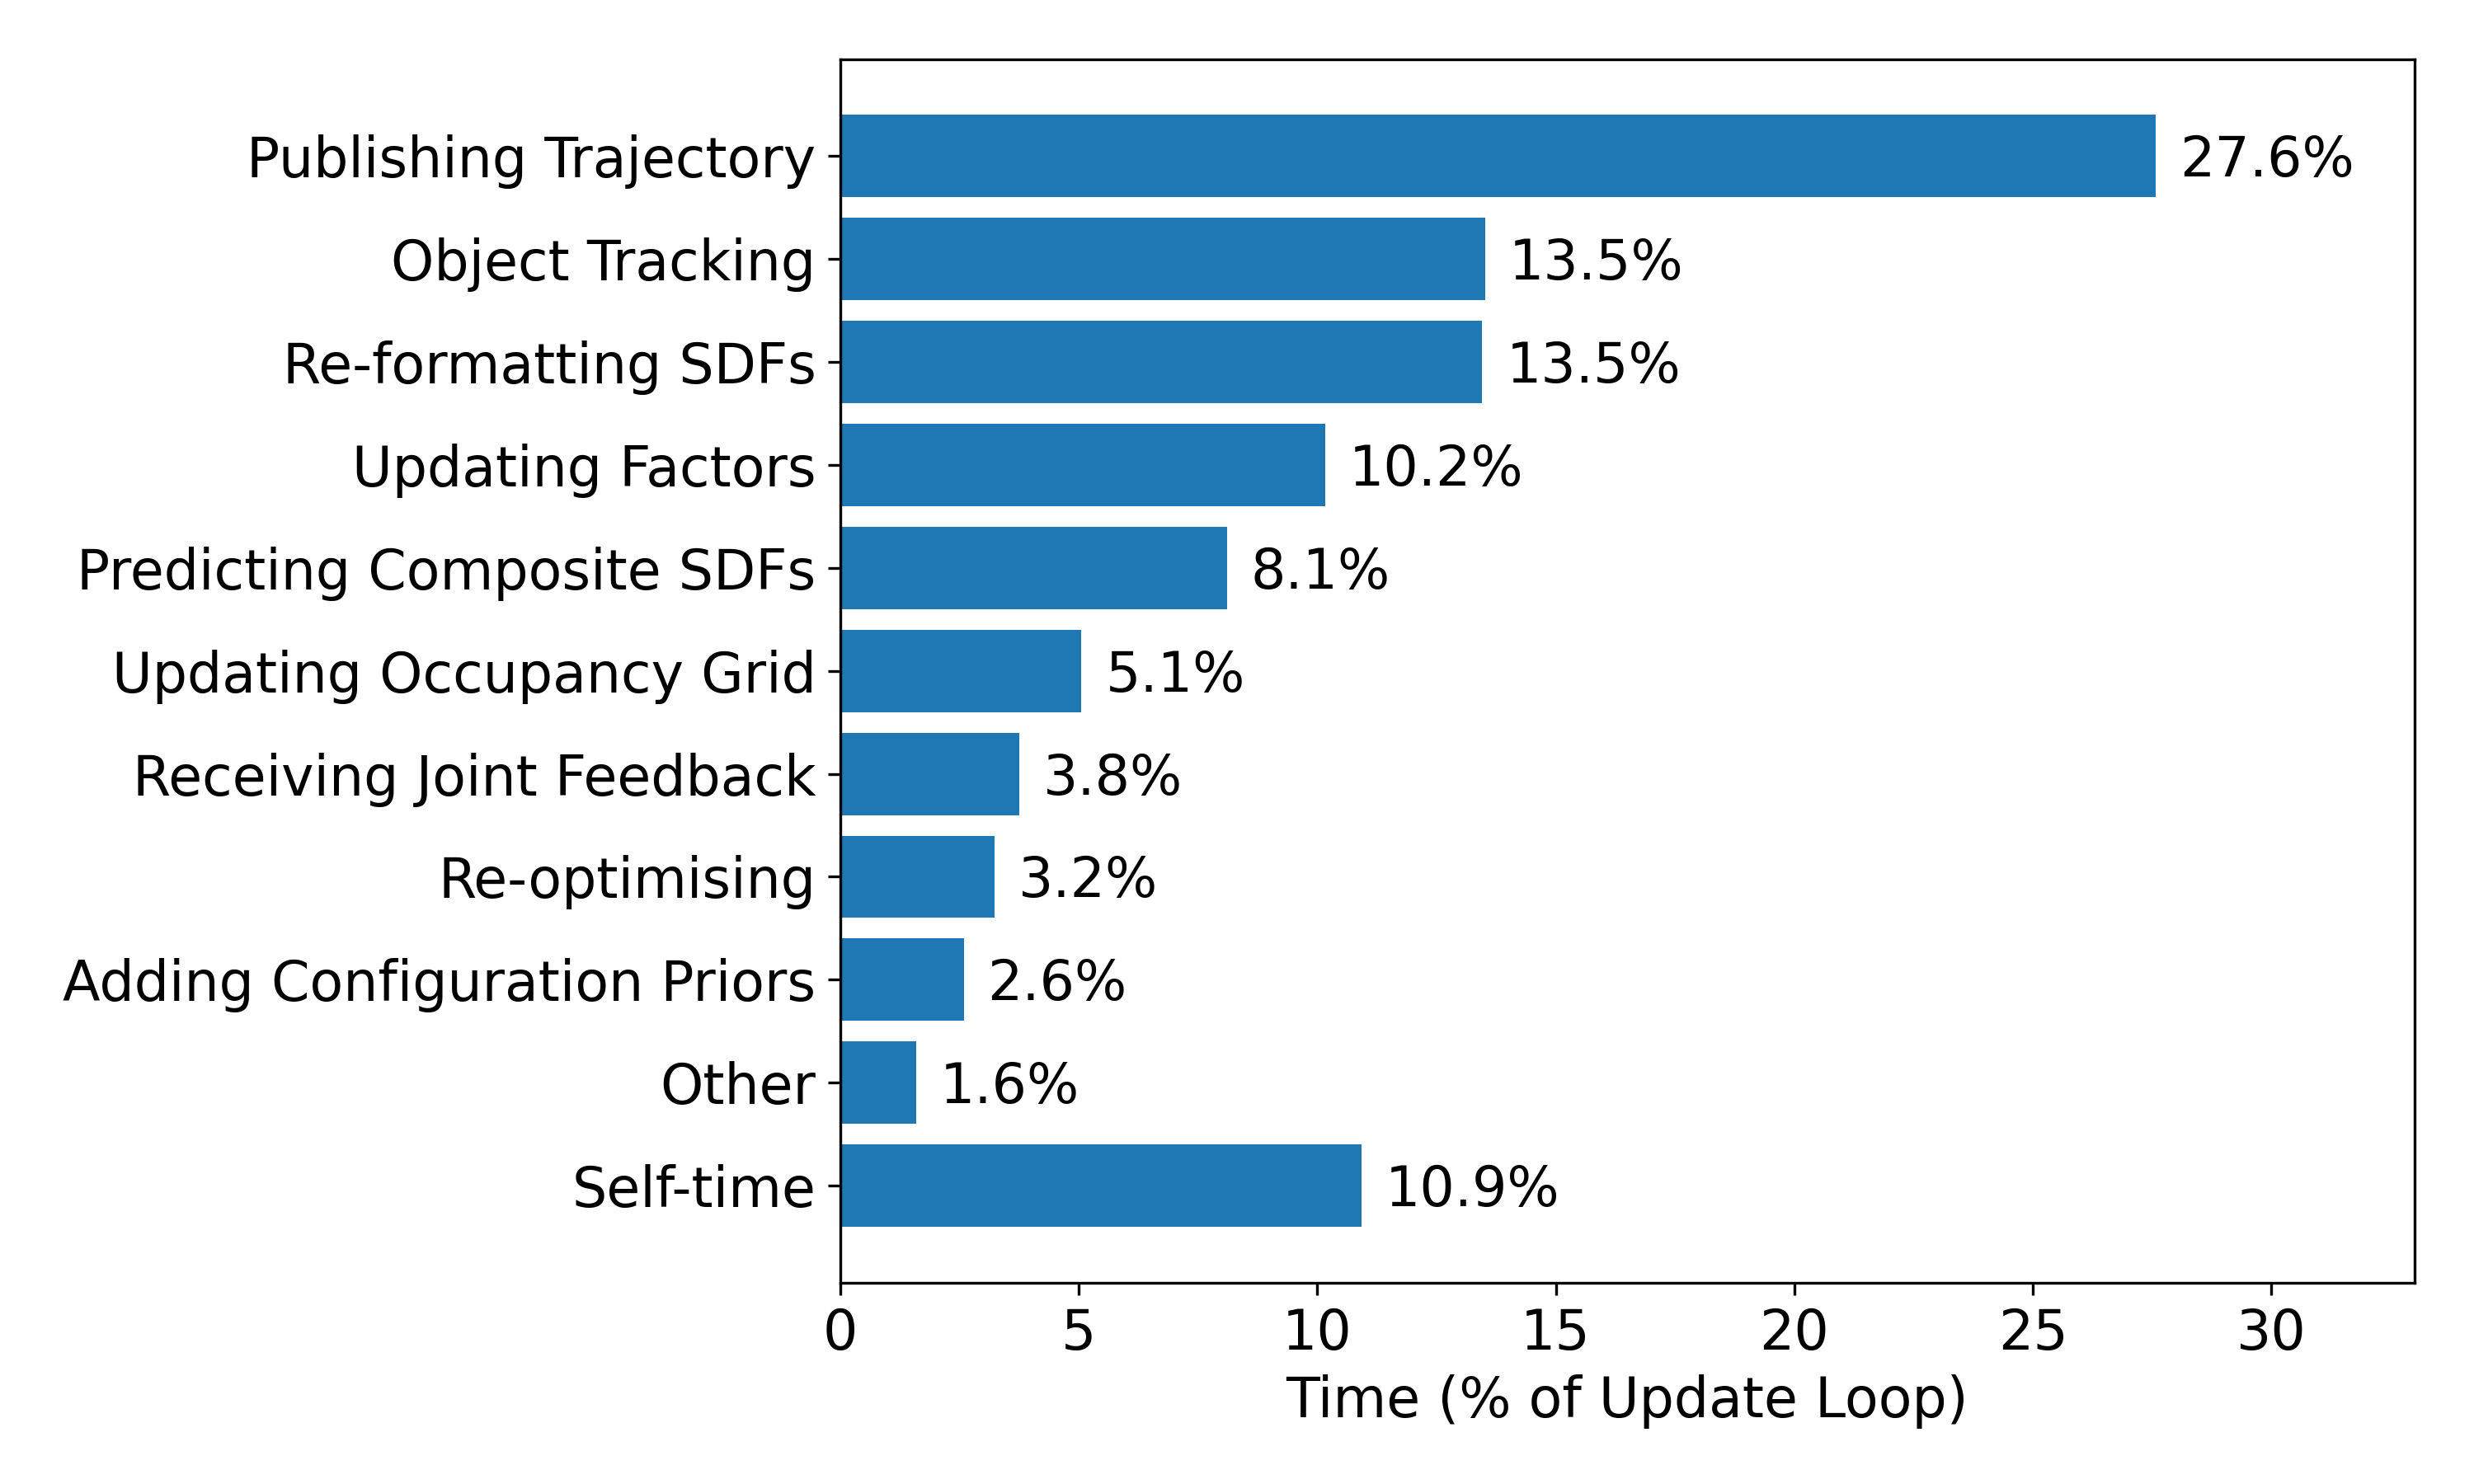 Publishing Trajectory 27.6%
Object Tracking 13.5%
Re-formatting SDFs 13.5%
Updating Factors 10.2%
Predicting Composite SDFs 8.1%
Updating Occupancy Grid 5.1%
Receiving Joint Feedback 3.8%
Re-optimising 3.2%
Adding Configuration Priors 2.6%
Other 1.6%
Self-time 10.9%
0 5 10 15 20 25 30
Time (% of Update Loop)